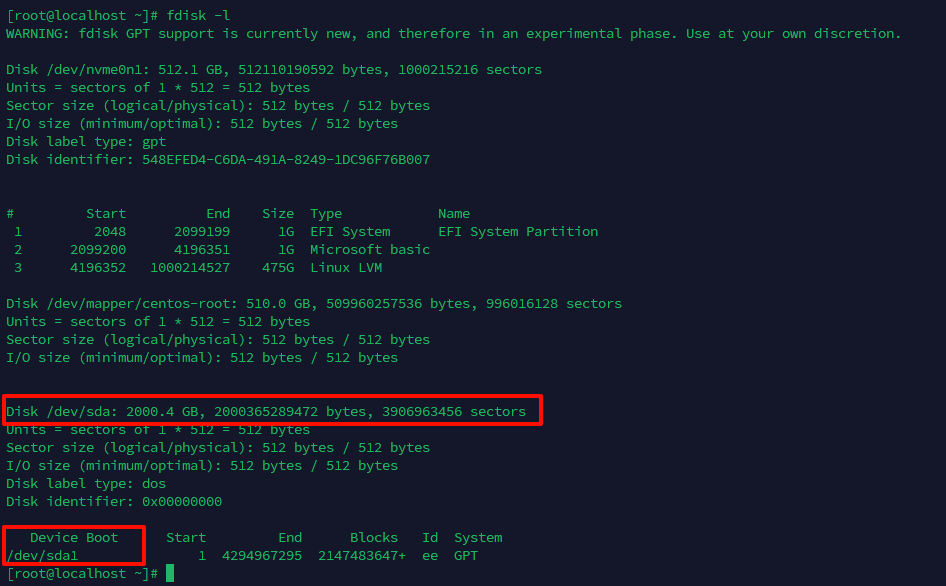 [root@localhost ~]# fdisk -l
WARNING: fdisk GPT support is currently new, and therefore in an experimental phase. Use at your own discretion.
Disk /dev/nvme0n1: 512.1 GB, 512110190592 bytes, 1000215216 sectors
Units = sectors of 1 * 512 = 512 bytes
Sector size (logical/physical): 512 bytes / 512 bytes
I/O size (minimum/optimal): 512 bytes / 512 bytes
Disk label type: gpt
Disk identifier: 548EFED4-C6DA-491A-8249-1DC96F76B007
#         Start          End    Size  Type            Name
 1         2048      2099199      1G  EFI System      EFI System Partition
 2      2099200      4196351      1G  Microsoft basic
 3      4196352   1000214527    475G  Linux LVM
Disk /dev/mapper/centos-root: 510.0 GB, 509960257536 bytes, 996016128 sectors
Units = sectors of 1 * 512 = 512 bytes
Sector size (logical/physical): 512 bytes / 512 bytes
I/O size (minimum/optimal): 512 bytes / 512 bytes
Disk /dev/sda: 2000.4 GB, 2000365289472 bytes, 3906963456 sectors
Units = sectors of 1 * 512 = 512 bytes
Sector size (logical/physical): 512 bytes / 512 bytes
I/O size (minimum/optimal): 512 bytes / 512 bytes
Disk label type: dos
Disk identifier: 0x00000000
   Device Boot      Start         End      Blocks   Id  System
/dev/sda1               1  4294967295  2147483647+  ee  GPT
[root@localhost ~]#